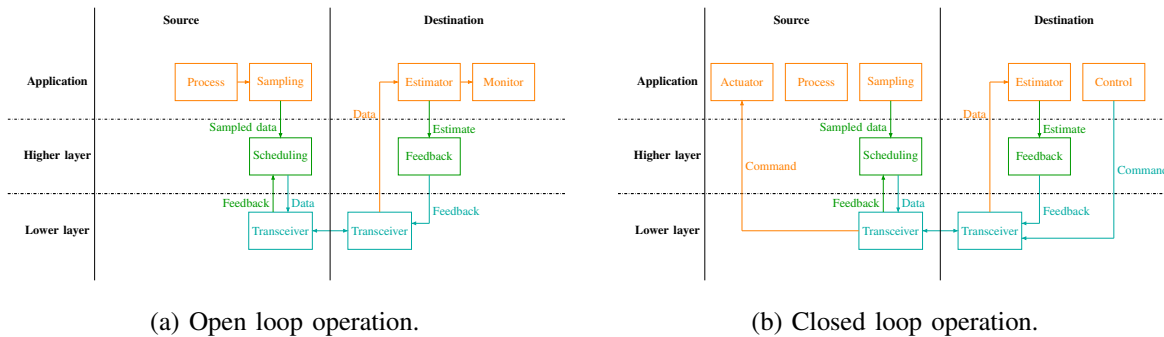 Source
Destination
Application
Process
Sampling
Estimator
Monitor
Sampled data
Data
Estimate
Higher layer
Scheduling
Feedback
Feedback
Data
Feedback
Lower layer
Transceiver
Transceiver
(a) Open loop operation.
Source
Destination
Application
Actuator
Process
Sampling
Estimator
Control
Sampled data
Data
Estimate
Higher layer
Scheduling
Feedback
Command
Command
Feedback
Data
Feedback
Lower layer
Transceiver
Transceiver
(b) Closed loop operation.